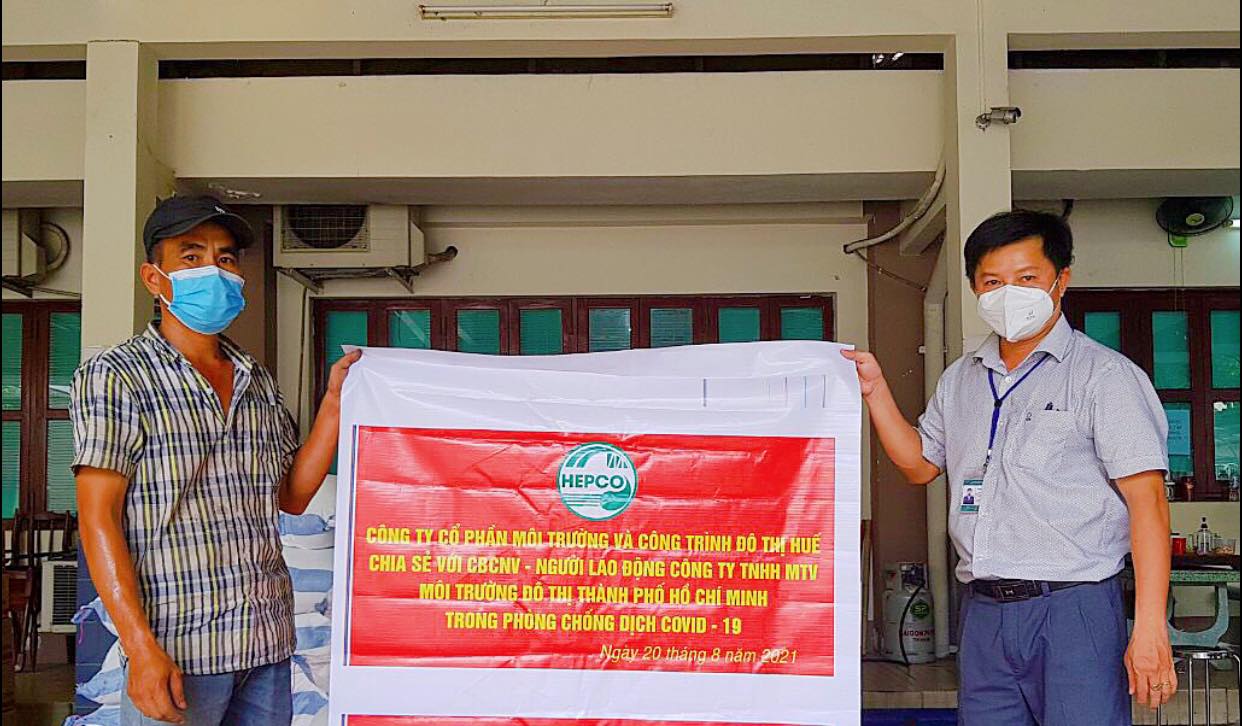 HEPCO
CÔNG TY CỔ PHẦN MÔI TRƯỜNG VÀ CÔNG TRÌNH ĐÔ THỊ HUẾ
CHIA SẺ VỚI CBCNV - NGƯỜI LAO ĐỘNG CÔNG TY TNHH MTV
MÔI TRƯỜNG ĐÔ THỊ THÀNH PHỐ HỒ CHÍ MINH
TRONG PHÒNG CHỐNG DỊCH COVID - 19
Ngày 20 tháng 8 năm 2021
SP